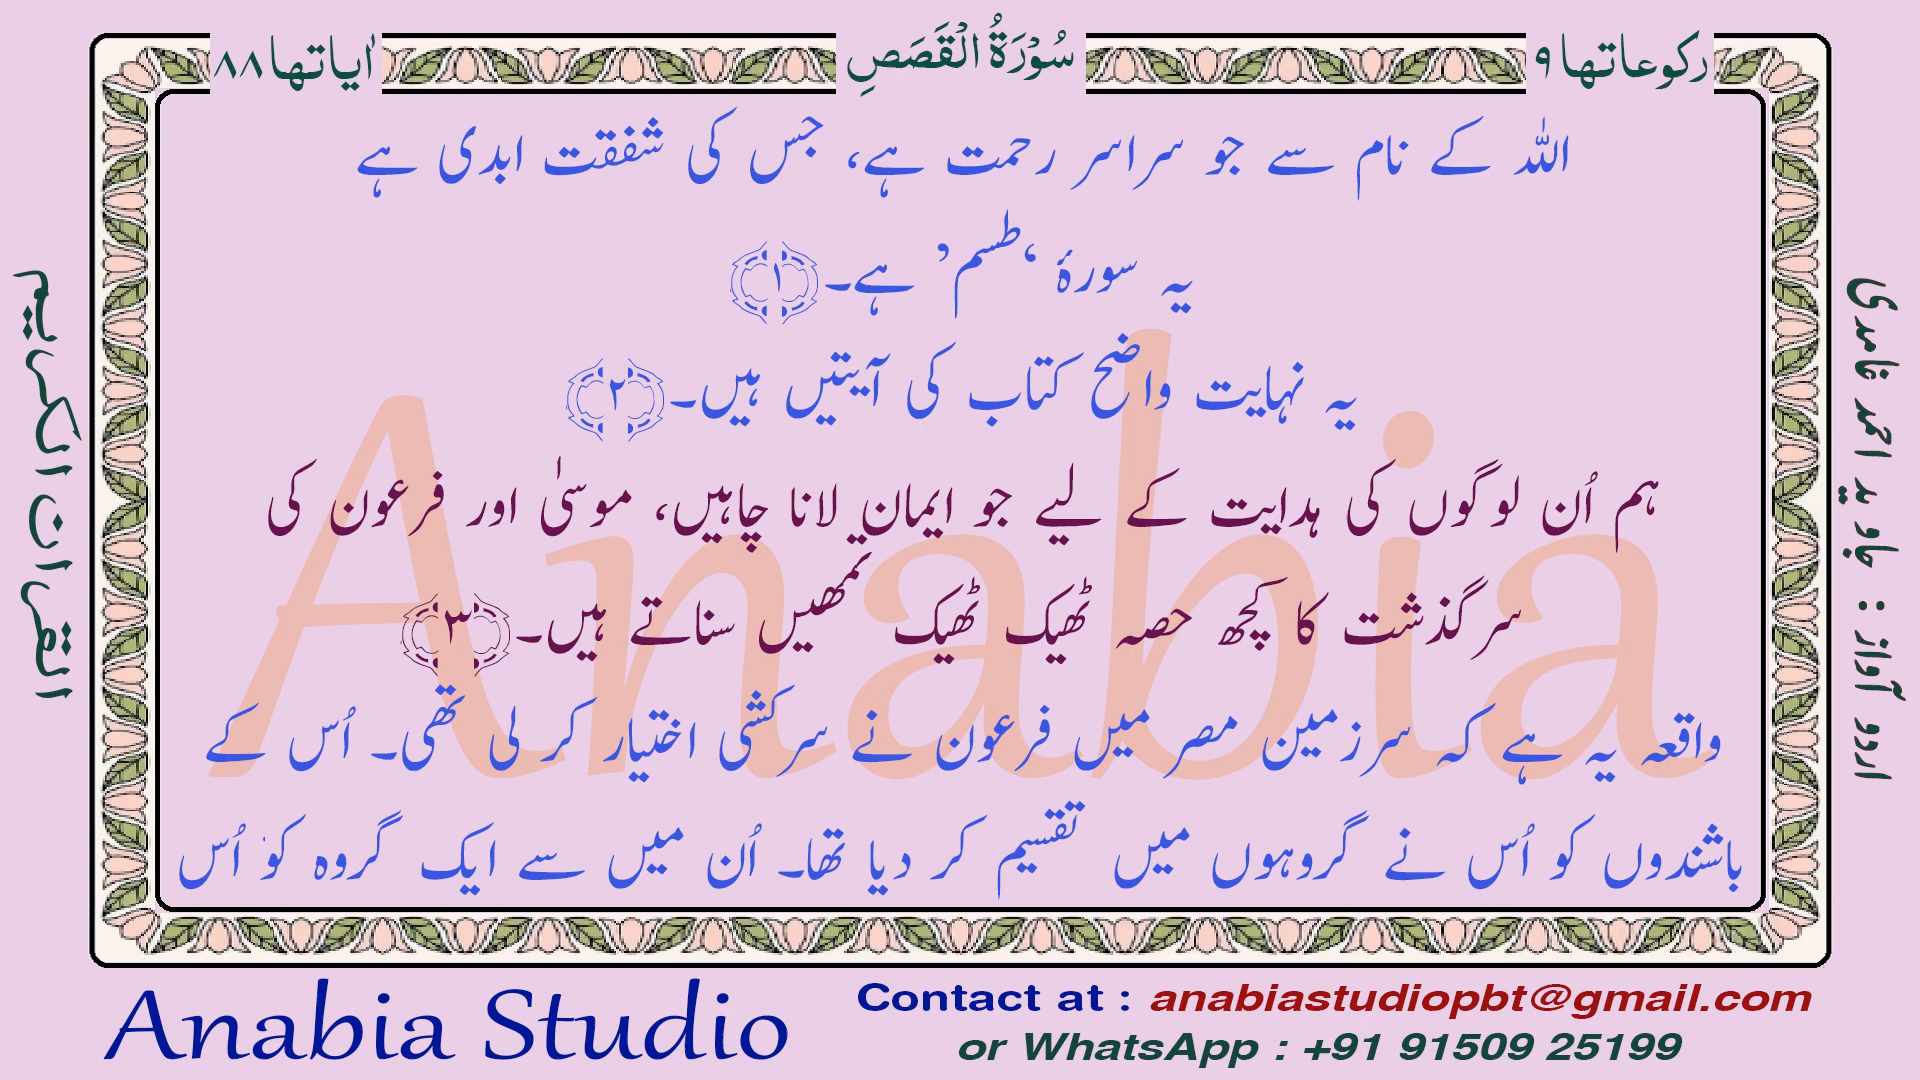 رکوعاتها ۹
سُوْرَةُ الْقَصَصِ
اٰیاتها ۸۸
اللہ کے نام سے جو سراسر رحمت ہے، جس کی شفقت ابدی ہے
یہ سورۂ ‘طسم’ ہے۔﴿۱﴾
یہ نہایت واضح کتاب کی آیتیں ہیں۔﴿۲﴾
ہم اُن لوگوں کی ہدایت کے لیے جو ایمان لانا چاہیں، موسیٰ اور فرعون کی
سرگذشت کا کچھ حصہ ٹھیک ٹھیک تمھیں سناتے ہیں۔﴿۳﴾
واقعہ یہ ہے کہ سرزمین مصر میں فرعون نے سرکشی اختیار کر لی تھی۔ اُس کے
باشندوں کو اُس نے گروہوں میں تقسیم کر دیا تھا۔ اُن میں سے ایک گروہ کو اُس
اردو آواز : جاوید احمد غامدی
القران الكريم
Anabia
Anabia Studio
Contact at : anabiastudiopbt@gmail.com
or WhatsApp : +91 91509 25199